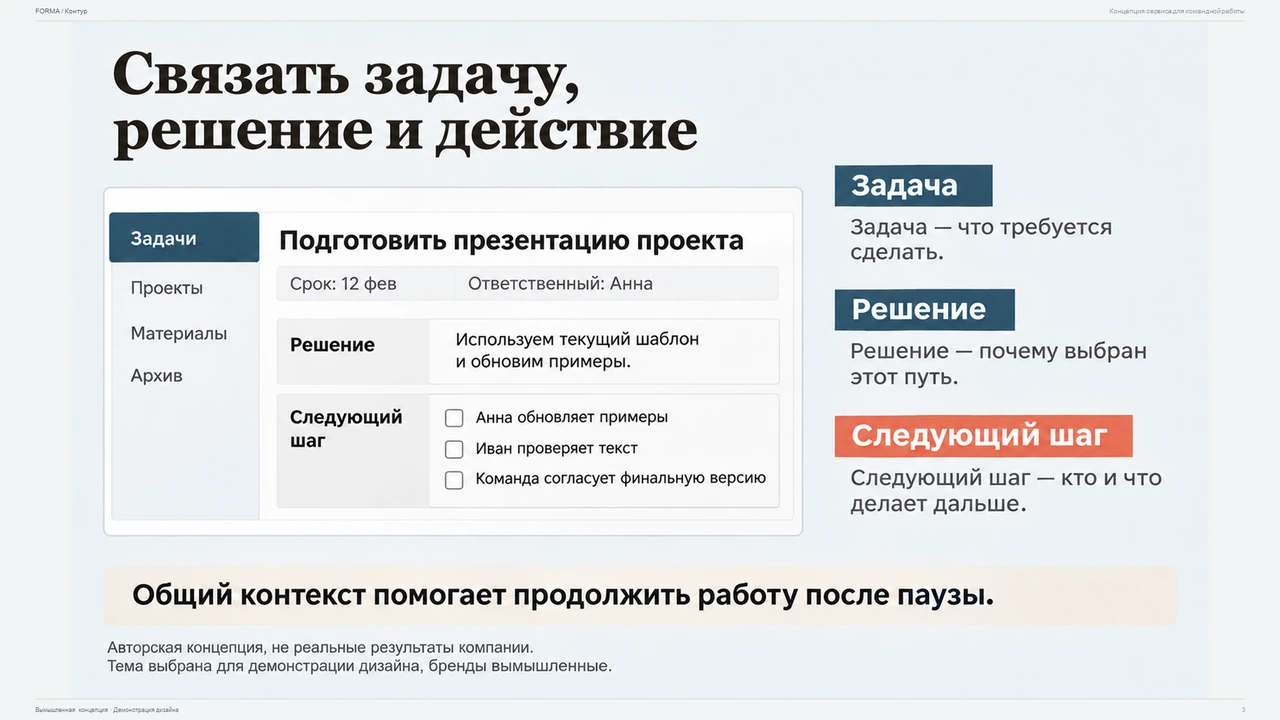 FORMA / Контур
Концепция сервиса для командной работы
Связать задачу,
решение и действие
Задачи
Проекты
Материалы
Архив
Подготовить презентацию проекта
Срок: 12 фев
Ответственный: Анна
Решение
Используем текущий шаблон
и обновим примеры.
Следующий
шаг
Анна обновляет примеры
Иван проверяет текст
Команда согласует финальную версию
Задача
Задача — что требуется
сделать.
Решение
Решение — почему выбран
этот путь.
Следующий шаг
Следующий шаг — кто и что
делает дальше.
Общий контекст помогает продолжить работу после паузы.
Авторская концепция, не реальные результаты компании.
Тема выбрана для демонстрации дизайна, бренды вымышленные.
Вымышленная концепция · Демонстрация дизайна
3